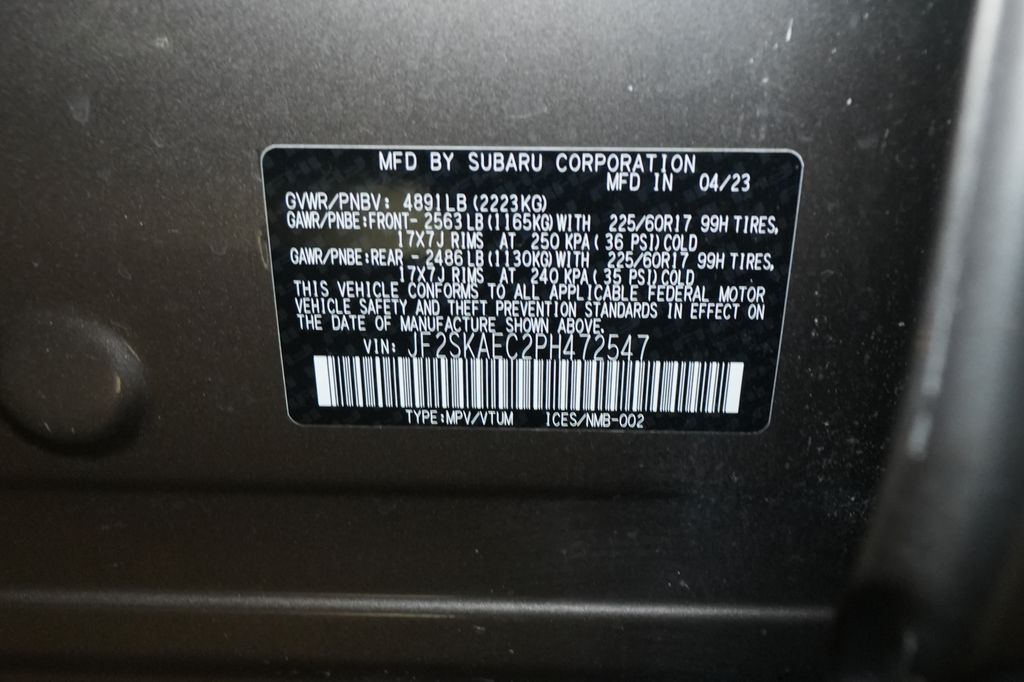 MFD BY SUBARU CORPORATION
MFD IN 04/23
GVWR/PNBV: 4891LB(2223KG)
GAWR/PNBE:FRONT- 2563LB(1165KG)WITH 225/60R17 99H TIRES,
17X7J RIMS AT 250 KPA( 36 PSI)COLD
GAWR/PNBE:REAR - 2486LB(1130KG)WITH 225/60R17 99H TIRES,
17X7J RIMS AT 240 KPA( 35 PSI)COLD
THIS VEHICLE CONFORMS TO ALL APPLICABLE FEDERAL MOTOR
VEHICLE SAFETY AND THEFT PREVENTION STANDARDS IN EFFECT ON
THE DATE OF MANUFACTURE SHOWN ABOVE.
VIN: JF2SKAEC2PH472547
TYPE:MPV/VTUM ICES/NMB-002